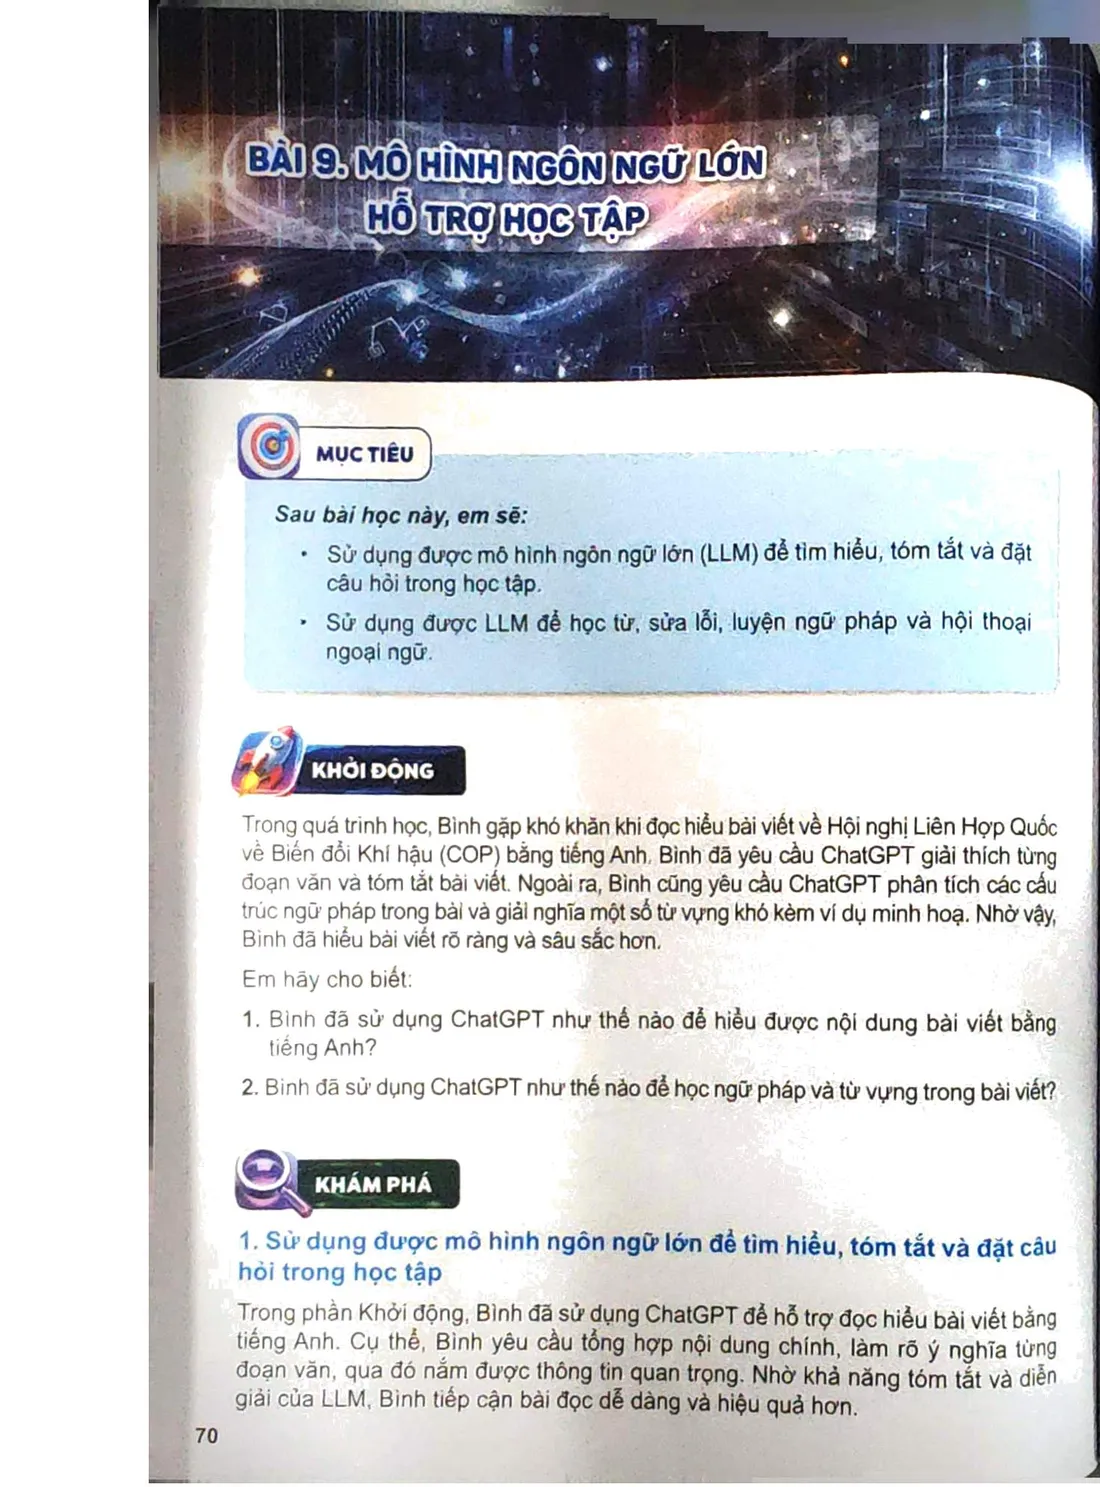 BÀI 9. MÔ HÌNH NGÔN NGỮ LỚN
HỖ TRỢ HỌC TẬP
MỤC TIÊU
Sau bài học này, em sẽ:
• Sử dụng được mô hình ngôn ngữ lớn (LLM) để tìm hiểu, tóm tắt và đặt
câu hỏi trong học tập.
• Sử dụng được LLM để học từ, sửa lỗi, luyện ngữ pháp và hội thoại
ngoại ngữ.
KHỞI ĐỘNG
Trong quá trình học, Bình gặp khó khăn khi đọc hiểu bài viết về Hội nghị Liên Hợp Quốc
về Biến đổi Khí hậu (COP) bằng tiếng Anh. Bình đã yêu cầu ChatGPT giải thích từng
đoạn văn và tóm tắt bài viết. Ngoài ra, Bình cũng yêu cầu ChatGPT phân tích các cấu
trúc ngữ pháp trong bài và giải nghĩa một số từ vựng khó kèm ví dụ minh hoạ. Nhờ vậy,
Bình đã hiểu bài viết rõ ràng và sâu sắc hơn.
Em hãy cho biết:
1. Bình đã sử dụng ChatGPT như thế nào để hiểu được nội dung bài viết bằng
tiếng Anh?
2. Bình đã sử dụng ChatGPT như thế nào để học ngữ pháp và từ vựng trong bài viết?
KHÁM PHÁ
1. Sử dụng được mô hình ngôn ngữ lớn để tìm hiểu, tóm tắt và đặt câu
hỏi trong học tập
Trong phần Khởi động, Bình đã sử dụng ChatGPT để hỗ trợ đọc hiểu bài viết bằng
tiếng Anh. Cụ thể, Bình yêu cầu tổng hợp nội dung chính, làm rõ ý nghĩa từng
đoạn văn, qua đó nắm được thông tin quan trọng. Nhờ khả năng tóm tắt và diễn
giải của LLM, Bình tiếp cận bài đọc dễ dàng và hiệu quả hơn.
70